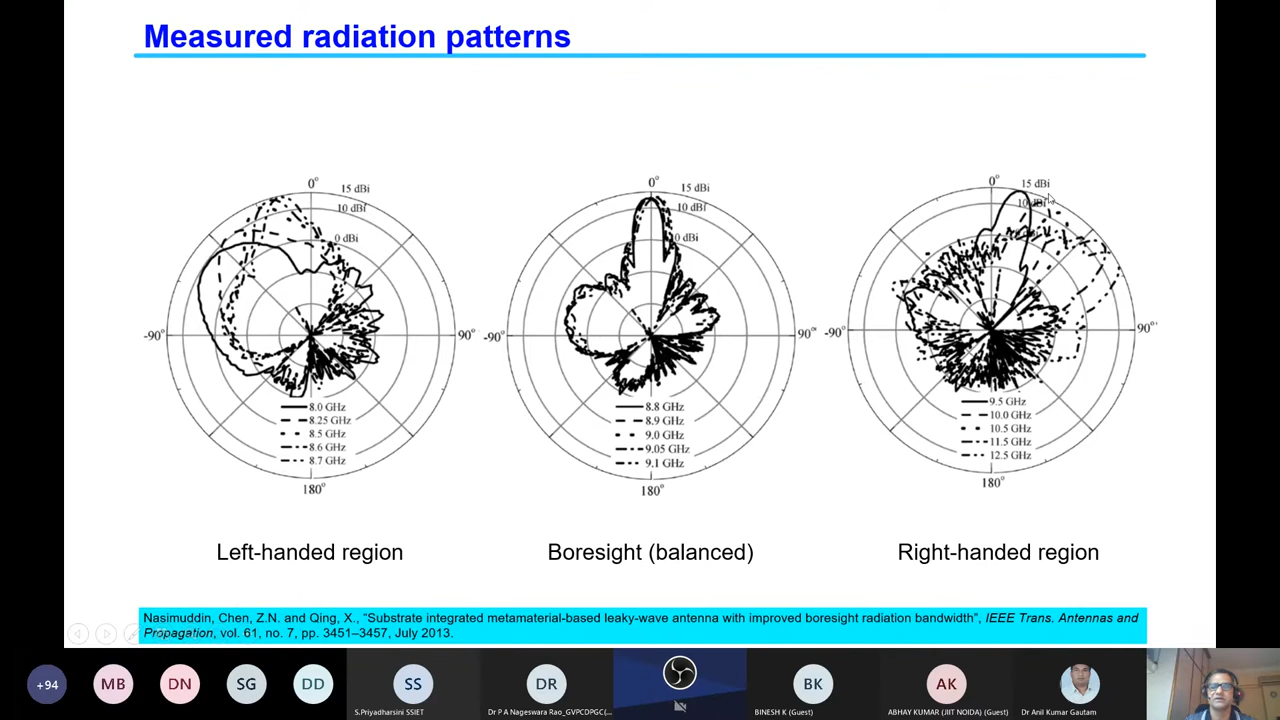 Measured radiation patterns
0°
15 dBi
10 dBi
0 dBi
-90°
90°
8.0 GHz
8.25 GHz
8.5 GHz
8.6 GHz
8.7 GHz
180°
Left-handed region
0°
15 dBi
10 dBi
0 dBi
-90°
90°
8.8 GHz
8.9 GHz
9.0 GHz
9.05 GHz
9.1 GHz
180°
Boresight (balanced)
0°
15 dBi
10 dBi
-90°
90°
9.5 GHz
10.0 GHz
10.5 GHz
11.5 GHz
12.5 GHz
180°
Right-handed region
Nasimuddin, Chen, Z.N. and Qing, X., “Substrate integrated metamaterial-based leaky-wave antenna with improved boresight radiation bandwidth”, IEEE Trans. Antennas and
Propagation, vol. 61, no. 7, pp. 3451–3457, July 2013.
+94
MB
DN
SG
DD
SS
S.Priyadharsini SSIET
DR
Dr P A Nageswara Rao_GVPCDPGC(...
BK
BINESH K (Guest)
AK
ABHAY KUMAR (JIIT NOIDA) (Guest)
Dr Anil Kumar Gautam